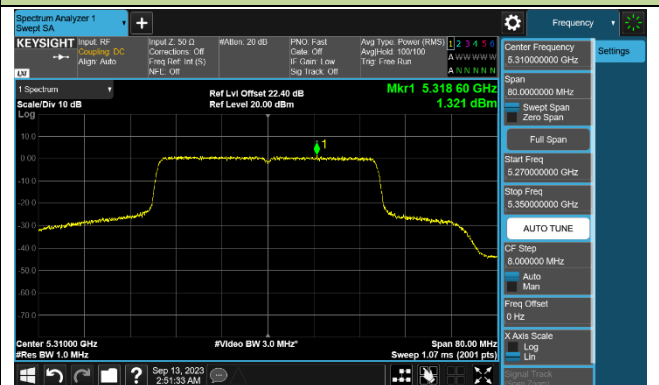 Spectrum Analyzer 1
Swept SA
+
Frequency
KEYSIGHT
Input: RF
Coupling: DC
Align: Auto
Input Z: 50 Ω
Corrections: Off
Freq Ref: Int (S)
NFE: Off
#Atten: 20 dB
PNO: Fast
Gate: Off
IF Gain: Low
Sig Track: Off
Avg Type: Power (RMS)
Avg|Hold: 100/100
Trig: Free Run
1 2 3 4 5 6
A W W W W W
A N N N N N
LXI
Center Frequency
5.310000000 GHz
Settings
Span
80.0000000 MHz
Swept Span
Zero Span
Full Span
Start Freq
5.270000000 GHz
Stop Freq
5.350000000 GHz
AUTO TUNE
CF Step
8.000000 MHz
Auto
Man
Freq Offset
0 Hz
X Axis Scale
Log
Lin
Signal Track
(Span Zoom)
1 Spectrum
Scale/Div 10 dB
Log
Ref Lvl Offset 22.40 dB
Ref Level 20.00 dBm
Mkr1 5.318 60 GHz
1.321 dBm
1
10.0
0.00
-10.0
-20.0
-30.0
-40.0
-50.0
-60.0
-70.0
Center 5.31000 GHz
#Res BW 1.0 MHz
#Video BW 3.0 MHz*
Span 80.00 MHz
Sweep 1.07 ms (2001 pts)
?
Sep 13, 2023
2:51:33 AM